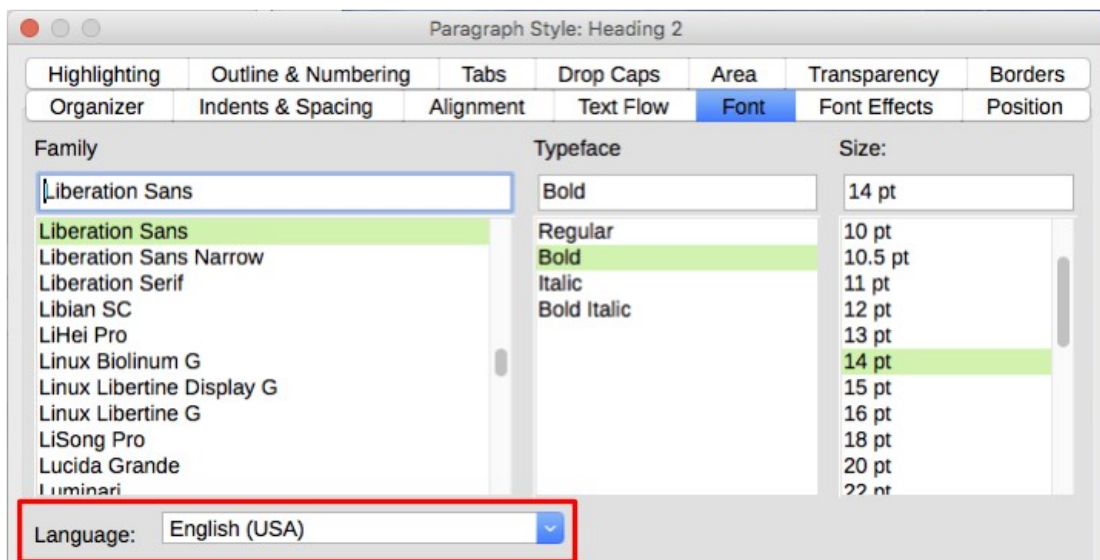 Paragraph Style: Heading 2
Highlighting Outline & Numbering Tabs Drop Caps Area Transparency Borders
Organizer Indents & Spacing Alignment Text Flow Font Font Effects Position
Family Typeface Size:
Liberation Sans Bold 14 pt
Liberation Sans Regular 10 pt
Liberation Sans Narrow Bold 10.5 pt
Liberation Serif Italic 11 pt
Libian SC Bold Italic 12 pt
LiHei Pro 13 pt
Linux Biolinum G 14 pt
Linux Libertine Display G 15 pt
Linux Libertine G 16 pt
LiSong Pro 18 pt
Lucida Grande 20 pt
Luminari 22 pt
Language: English (USA)